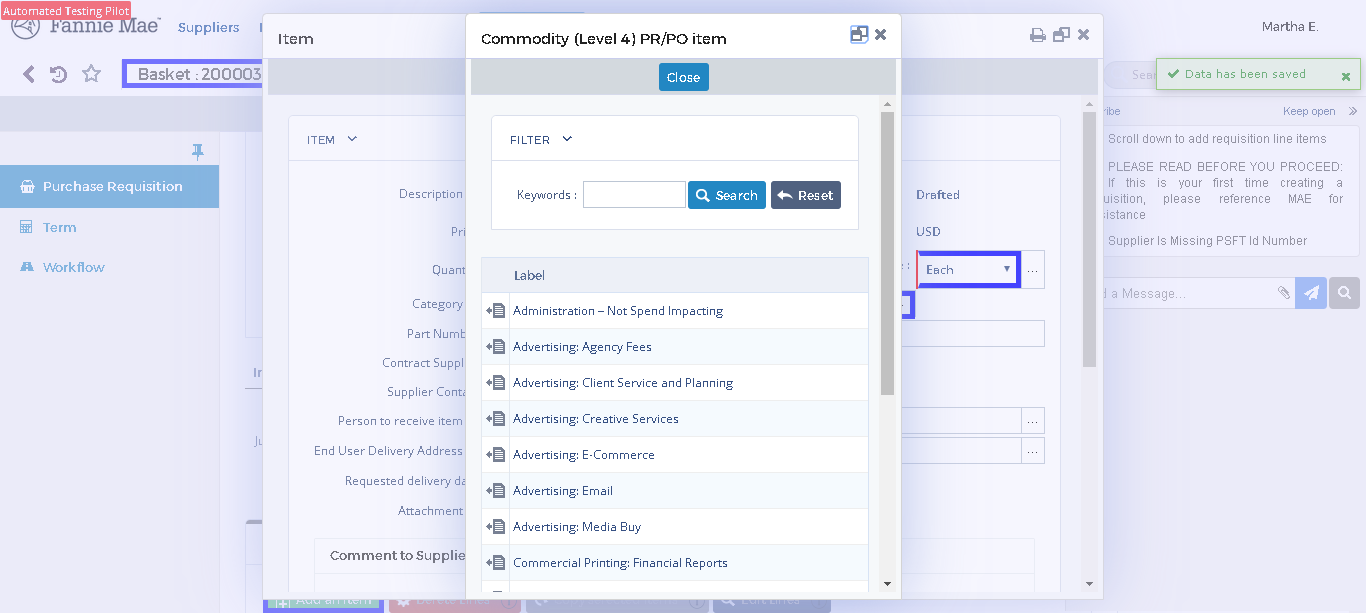 Automated Testing Pilot
Fannie Mae
Suppliers
Martha E.
Basket : 200003
Data has been saved
Keep open
Scroll down to add requisition line items
PLEASE READ BEFORE YOU PROCEED:
If this is your first time creating a
uisition, please reference MAE for
sistance
Supplier Is Missing PSFT Id Number
a Message...
Purchase Requisition
Term
Workflow
Item
ITEM
Description
Pri
Quant
Category
Part Numb
Contract Suppl
Supplier Conta
Person to receive item
End User Delivery Address
Requested delivery da
Attachment
Comment to Supplie
Drafted
USD
Each
...
...
...
Commodity (Level 4) PR/PO item
Close
FILTER
Keywords :
Search
Reset
Label
Administration – Not Spend Impacting
Advertising: Agency Fees
Advertising: Client Service and Planning
Advertising: Creative Services
Advertising: E-Commerce
Advertising: Email
Advertising: Media Buy
Commercial Printing: Financial Reports
Add an item
Delete Lines
Edit Lines